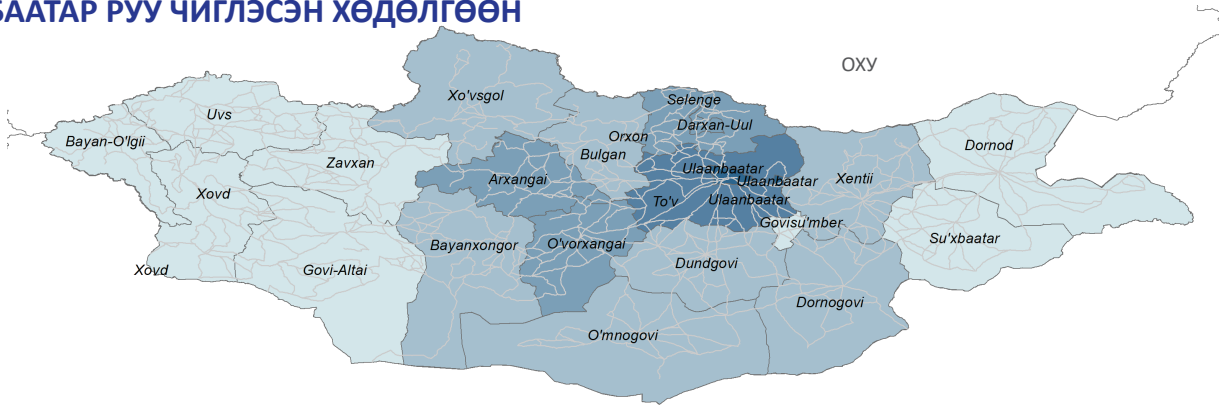 БААТАР РУУ ЧИГЛЭСЭН ХӨДӨЛГӨӨН
ОХУ
Xo'vsgol
Selenge
Uvs
Darxan-Uul
Bayan-O'lgii
Orxon
Dornod
Bulgan
Zavxan
Ulaanbaatar
Arxangai
Ulaanbaatar
Xentii
Xovd
To'v
Ulaanbaatar
Govisu'mber
Su'xbaatar
Bayanxongor
O'vorxangai
Dundgovi
Xovd
Govi-Altai
Dornogovi
O'mnogovi